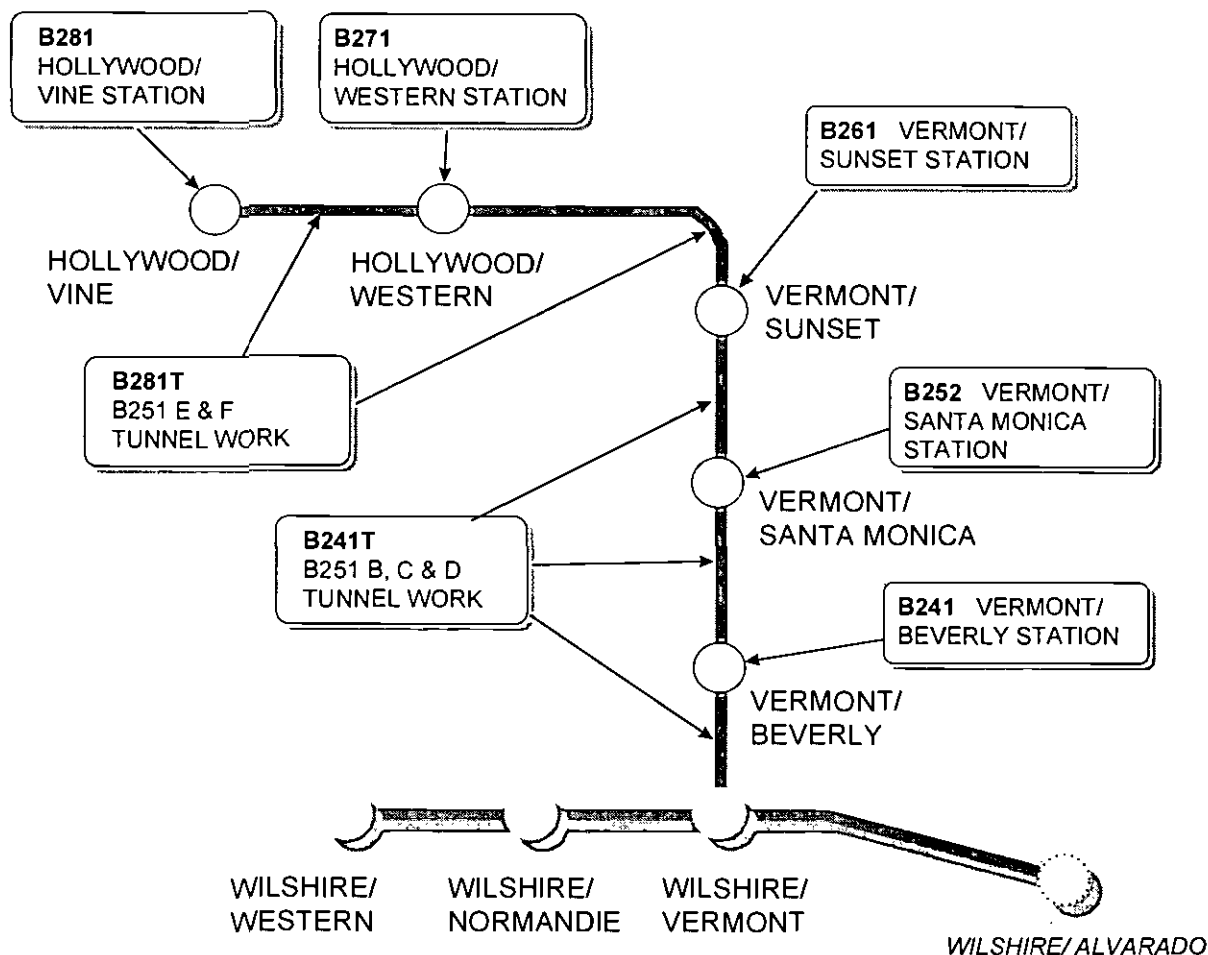 B281
HOLLYWOOD/
VINE STATION
B271
HOLLYWOOD/
WESTERN STATION
B261 VERMONT/
SUNSET STATION
HOLLYWOOD/
VINE
HOLLYWOOD/
WESTERN
VERMONT/
SUNSET
B281T
B251 E & F
TUNNEL WORK
B252 VERMONT/
SANTA MONICA
STATION
VERMONT/
SANTA MONICA
B241T
B251 B, C & D
TUNNEL WORK
B241 VERMONT/
BEVERLY STATION
VERMONT/
BEVERLY
WILSHIRE/
WESTERN
WILSHIRE/
NORMANDIE
WILSHIRE/
VERMONT
WILSHIRE/ ALVARADO